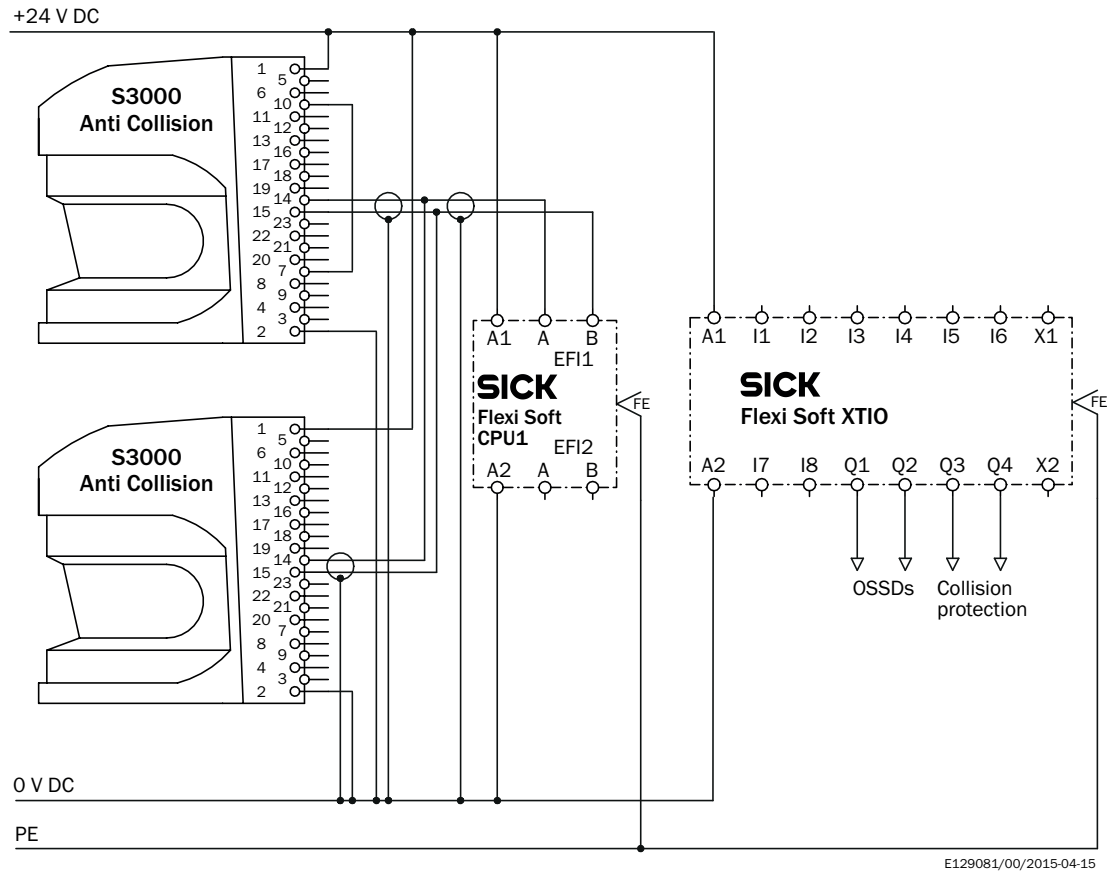 +24 V DC
S3000
Anti Collision
1
5
6
10
11
12
13
16
17
18
19
14
15
23
22
21
20
7
8
9
4
3
2
A1 A B
EFI1
SICK
Flexi Soft
CPU1
EFI2
A2 A B
FE
A1 I1 I2 I3 I4 I5 I6 X1
SICK
Flexi Soft XTIO
A2 I7 I8 Q1 Q2 Q3 Q4 X2
FE
OSSDs
Collision
protection
S3000
Anti Collision
1
5
6
10
11
12
13
16
17
18
19
14
15
23
22
21
20
7
8
9
4
3
2
0 V DC
PE
E129081/00/2015-04-15